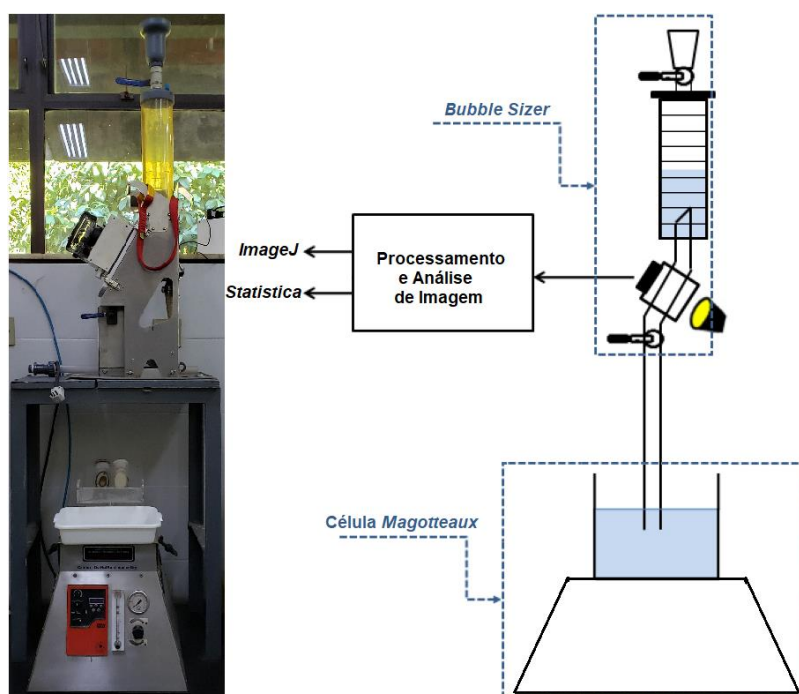 Bubble Sizer
ImageJ
Statistica
Processamento
e Análise
de Imagem
Célula Magotteaux